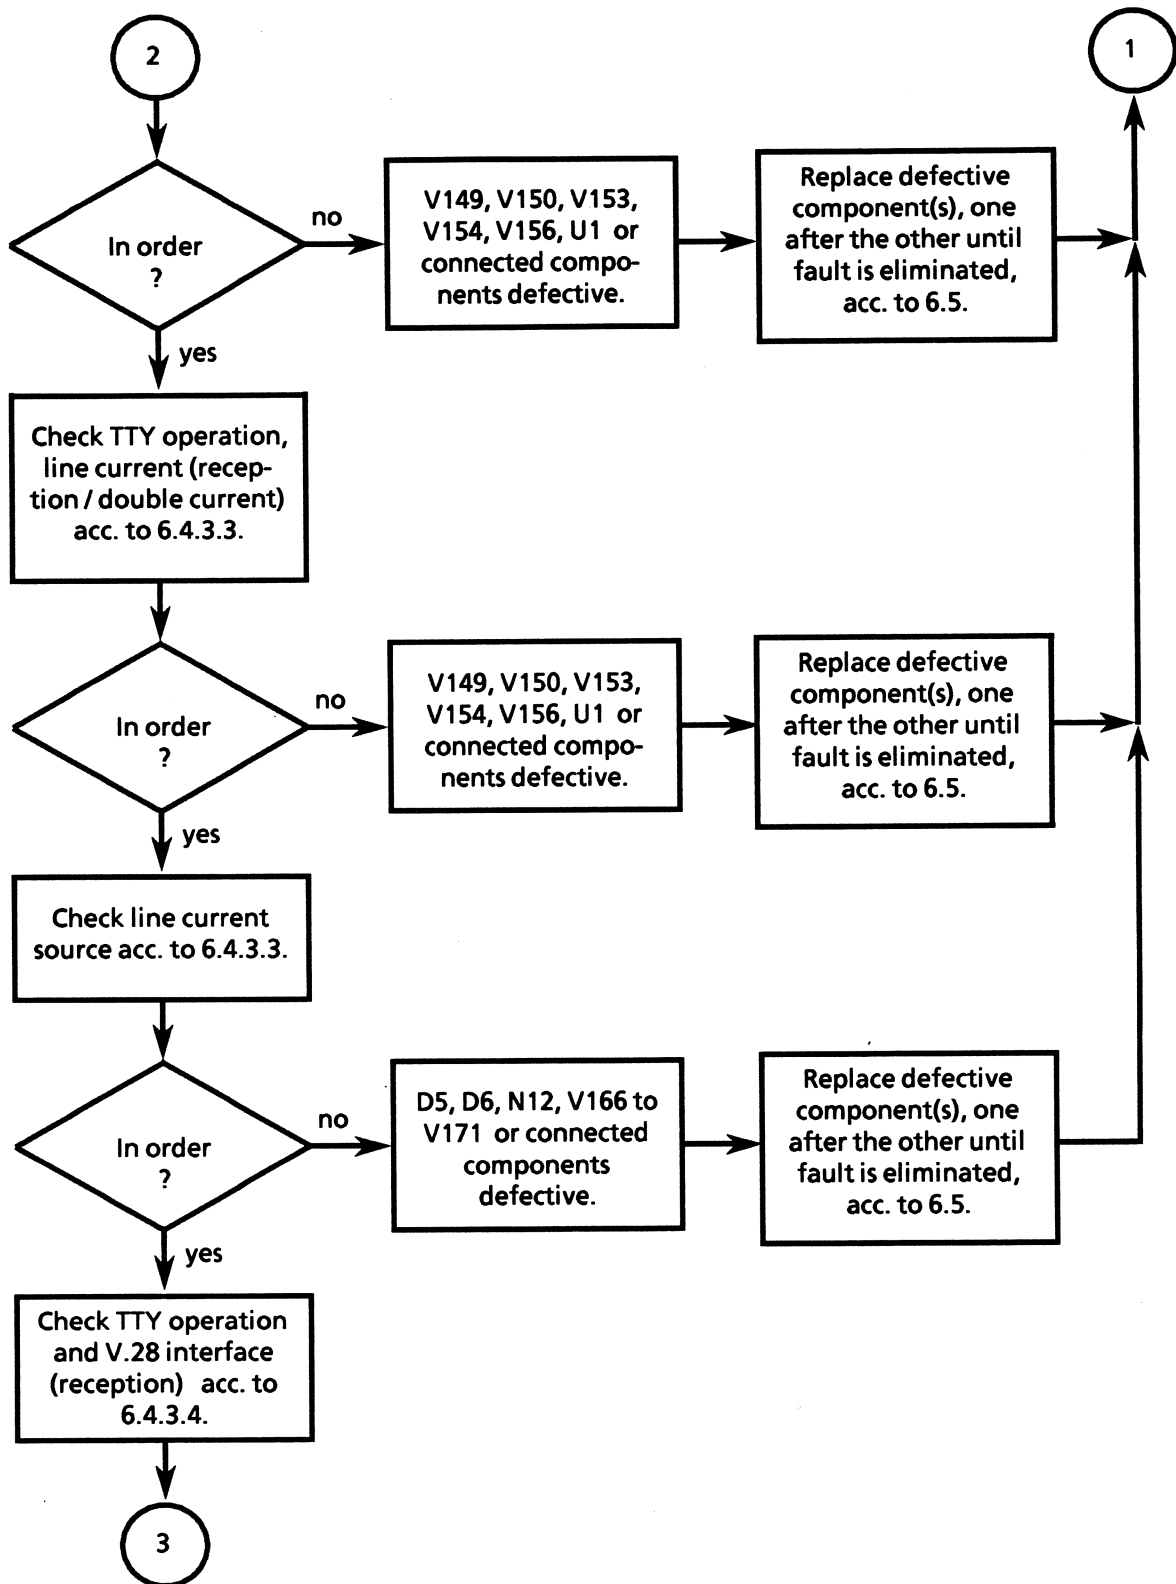 2
1
In order
?
no
V149, V150, V153,
V154, V156, U1 or
connected compo-
nents defective.
Replace defective
component(s), one
after the other until
fault is eliminated,
acc. to 6.5.
yes
Check TTY operation,
line current (recep-
tion / double current)
acc. to 6.4.3.3.
In order
?
no
V149, V150, V153,
V154, V156, U1 or
connected compo-
nents defective.
Replace defective
component(s), one
after the other until
fault is eliminated,
acc. to 6.5.
yes
Check line current
source acc. to 6.4.3.3.
In order
?
no
D5, D6, N12, V166 to
V171 or connected
components
defective.
Replace defective
component(s), one
after the other until
fault is eliminated,
acc. to 6.5.
yes
Check TTY operation
and V.28 interface
(reception) acc. to
6.4.3.4.
3